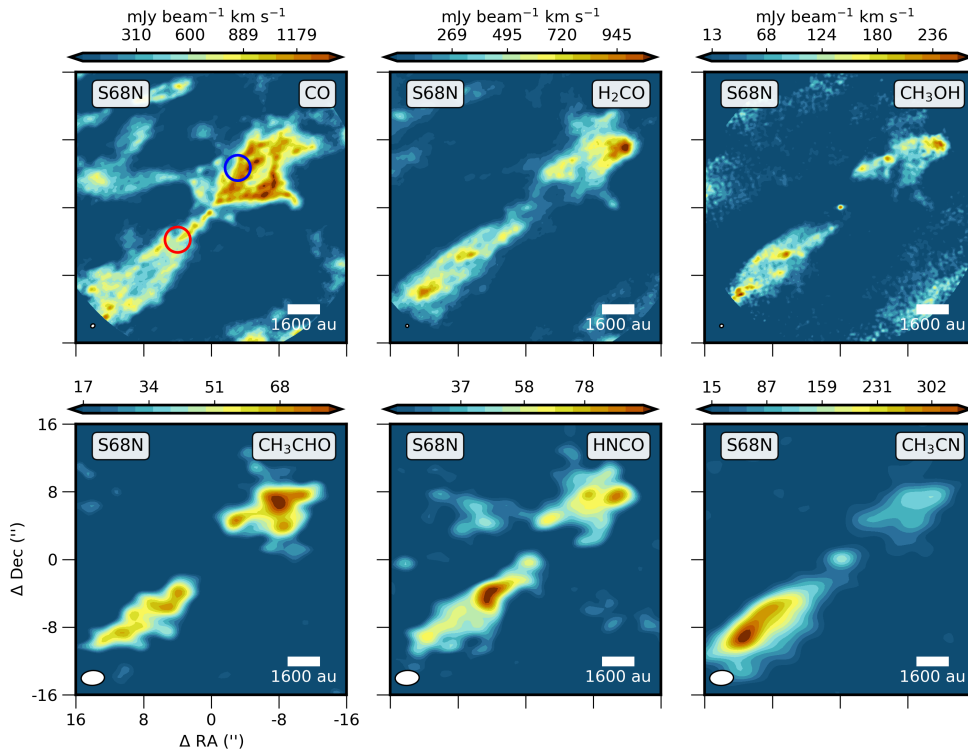 mJy beam⁻¹ km s⁻¹ mJy beam⁻¹ km s⁻¹ mJy beam⁻¹ km s⁻¹
310 600 889 1179 269 495 720 945 13 68 124 180 236
S68N CO S68N H₂CO S68N CH₃OH
1600 au 1600 au 1600 au
17 34 51 68 37 58 78 15 87 159 231 302
16
S68N CH₃CHO S68N HNCO S68N CH₃CN
8
0
Δ Dec ('')
-8
1600 au 1600 au 1600 au
-16
16 8 0 -8 -16
Δ RA ('')